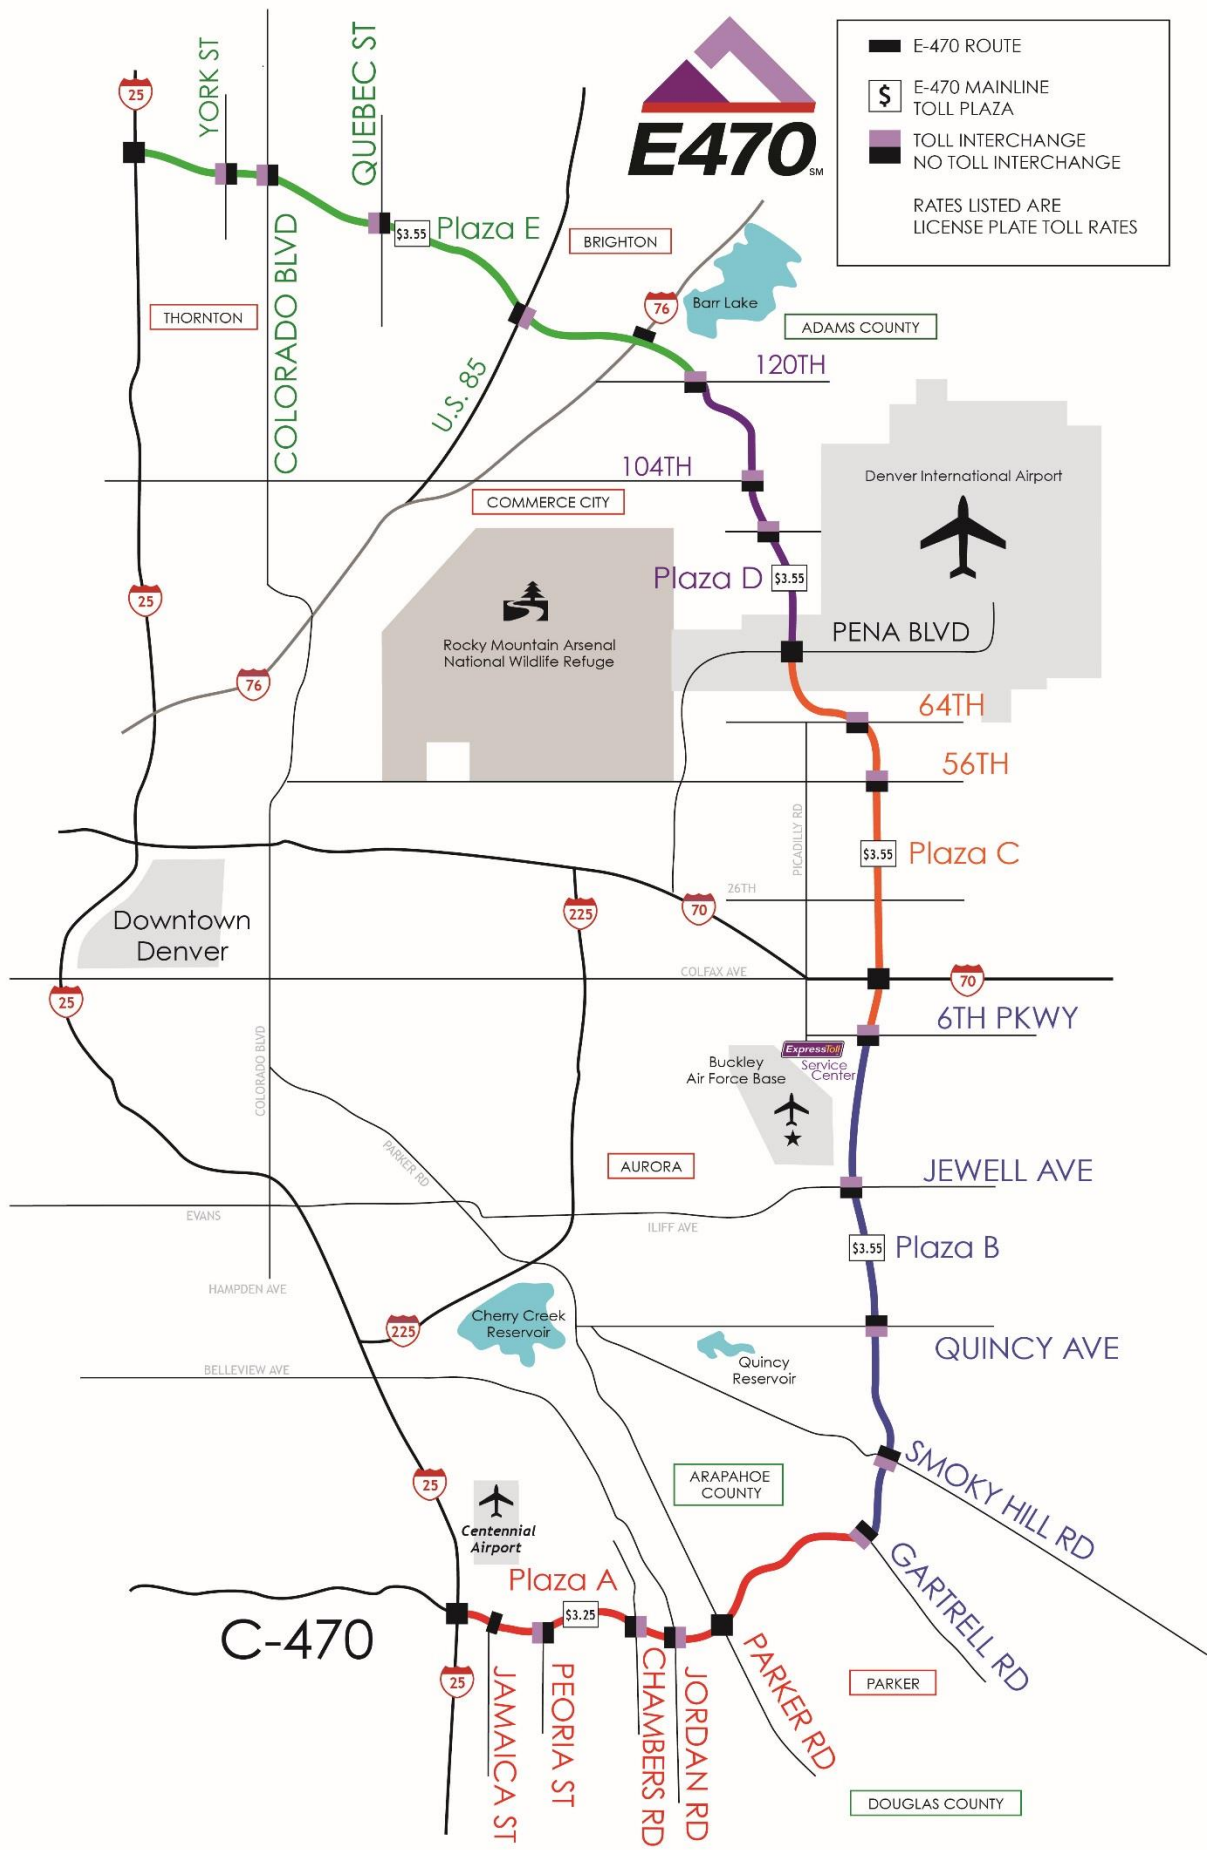 25
YORK ST
QUEBEC ST
E470
SM
E-470 ROUTE
$
E-470 MAINLINE
TOLL PLAZA
TOLL INTERCHANGE
NO TOLL INTERCHANGE
RATES LISTED ARE
LICENSE PLATE TOLL RATES
COLORADO BLVD
$3.55
Plaza E
BRIGHTON
THORNTON
76
Barr Lake
ADAMS COUNTY
U.S. 85
120TH
104TH
COMMERCE CITY
Denver International Airport
25
Plaza D
$3.55
Rocky Mountain Arsenal
National Wildlife Refuge
PENA BLVD
76
64TH
56TH
PICADILLY RD
$3.55
Plaza C
26TH
225
70
Downtown
Denver
COLFAX AVE
70
25
6TH PKWY
COLORADO BLVD
ExpressToll
Service
Center
Buckley
Air Force Base
PARKER RD
AURORA
JEWELL AVE
EVANS
ILIFF AVE
$3.55
Plaza B
HAMPDEN AVE
Cherry Creek
Reservoir
225
QUINCY AVE
Quincy
Reservoir
BELLEVIEW AVE
SMOKY HILL RD
25
ARAPAHOE
COUNTY
Centennial
Airport
GARTRELL RD
Plaza A
$3.25
C-470
25
JAMAICA ST
PEORIA ST
CHAMBERS RD
JORDAN RD
PARKER RD
PARKER
DOUGLAS COUNTY